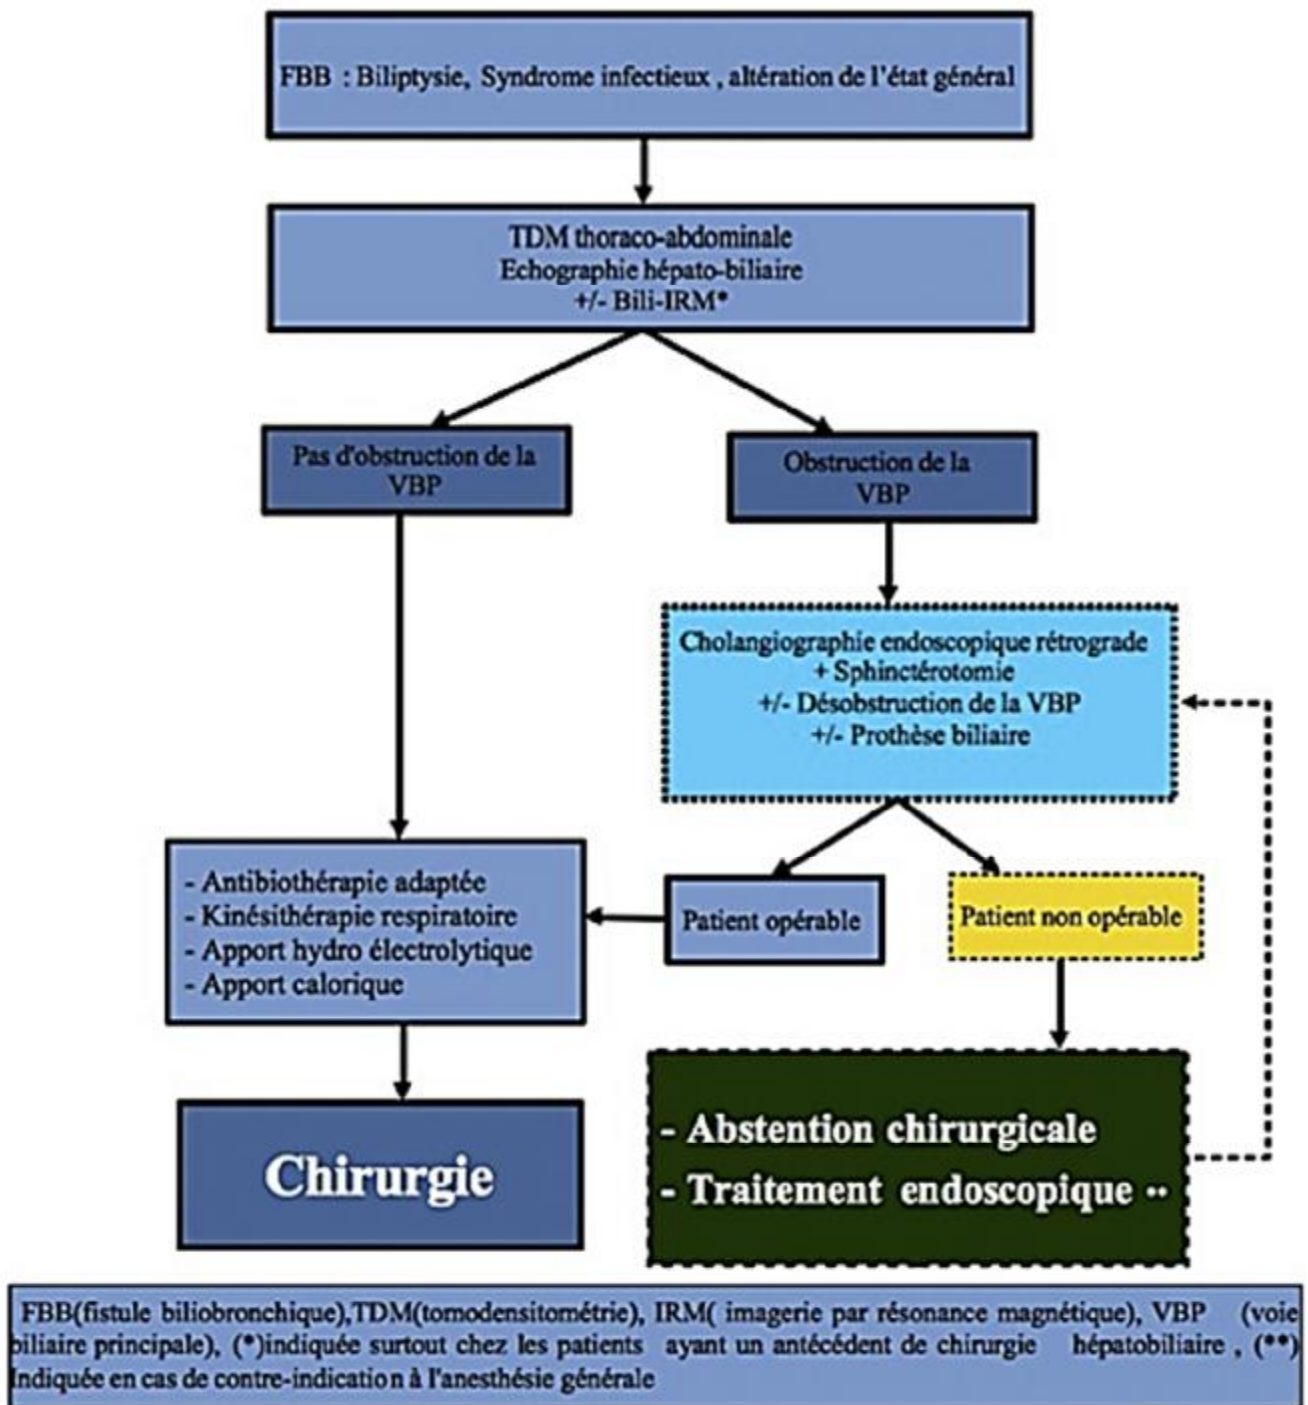 FBB : Biliptysie, Syndrome infectieux , altération de l'état général
TDM thoraco-abdominale
Echographie hépato-biliaire
+/- Bili-IRM*
Pas d'obstruction de la
VBP
Obstruction de la
VBP
Cholangiographie endoscopique rétrograde
+ Sphinctérotomie
+/- Désobstruction de la VBP
+/- Prothèse biliaire
- Antibiothérapie adaptée
- Kinésithérapie respiratoire
- Apport hydro électrolytique
- Apport calorique
Patient opérable
Patient non opérable
Chirurgie
- Abstention chirurgicale
- Traitement endoscopique **
FBB(fistule biliobronchique),TDM(tomodensitométrie), IRM( imagerie par résonance magnétique), VBP (voie
biliaire principale), (*)indiquée surtout chez les patients ayant un antécédent de chirurgie hépatobiliaire , (**)
Indiquée en cas de contre-indication à l'anesthésie générale